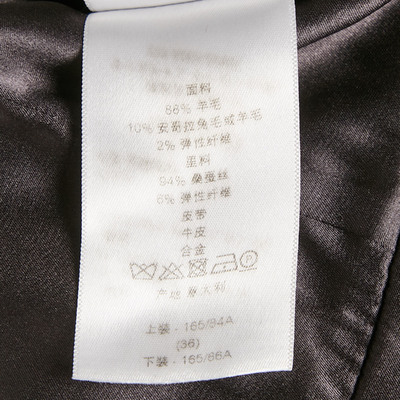 面料
88% 羊毛
10% 安哥拉兔毛或羊毛
2% 弹性纤维
里料
94% 桑蚕丝
6% 弹性纤维
皮带
牛皮
合金
产地 意大利
上装 - 165/84A
(36)
下装 - 165/66A